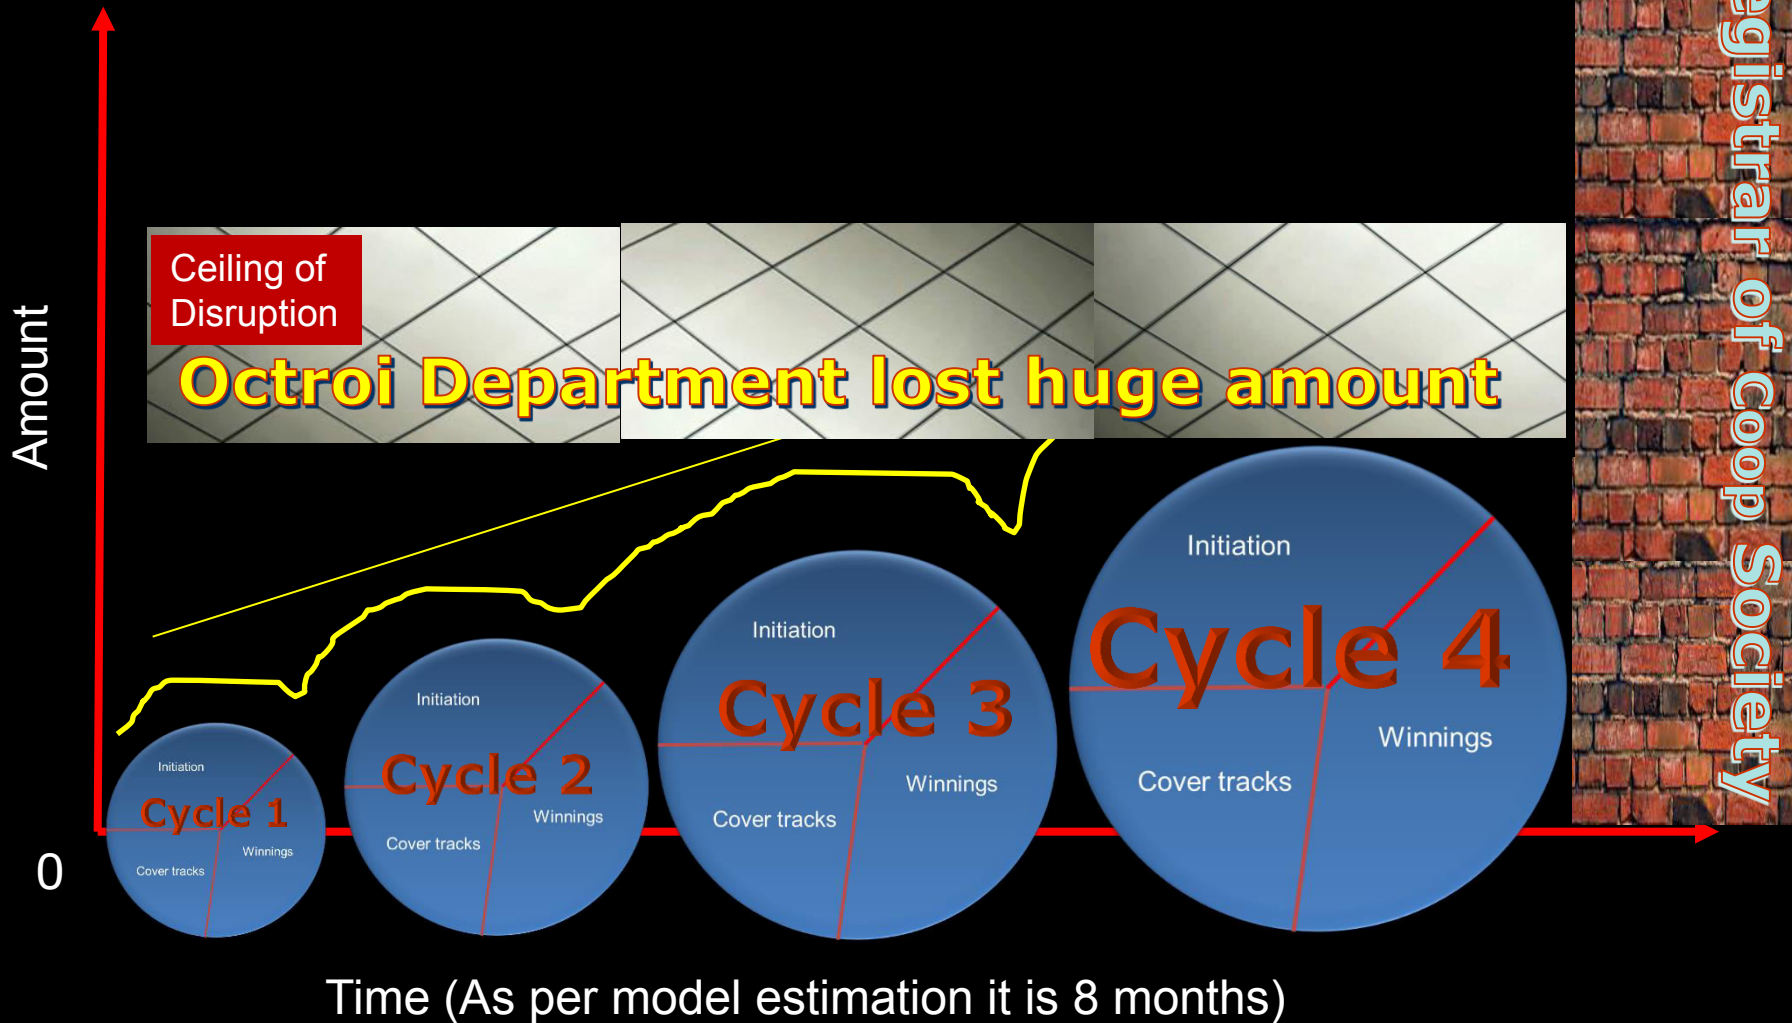 Amount
Ceiling of
Disruption
Octroi Department lost huge amount
egistrar of Coop Society
Initiation
Cycle 1
Winnings
Cover tracks
Initiation
Cycle 2
Winnings
Cover tracks
Initiation
Cycle 3
Winnings
Cover tracks
Initiation
Cycle 4
Winnings
Cover tracks
0
Time (As per model estimation it is 8 months)